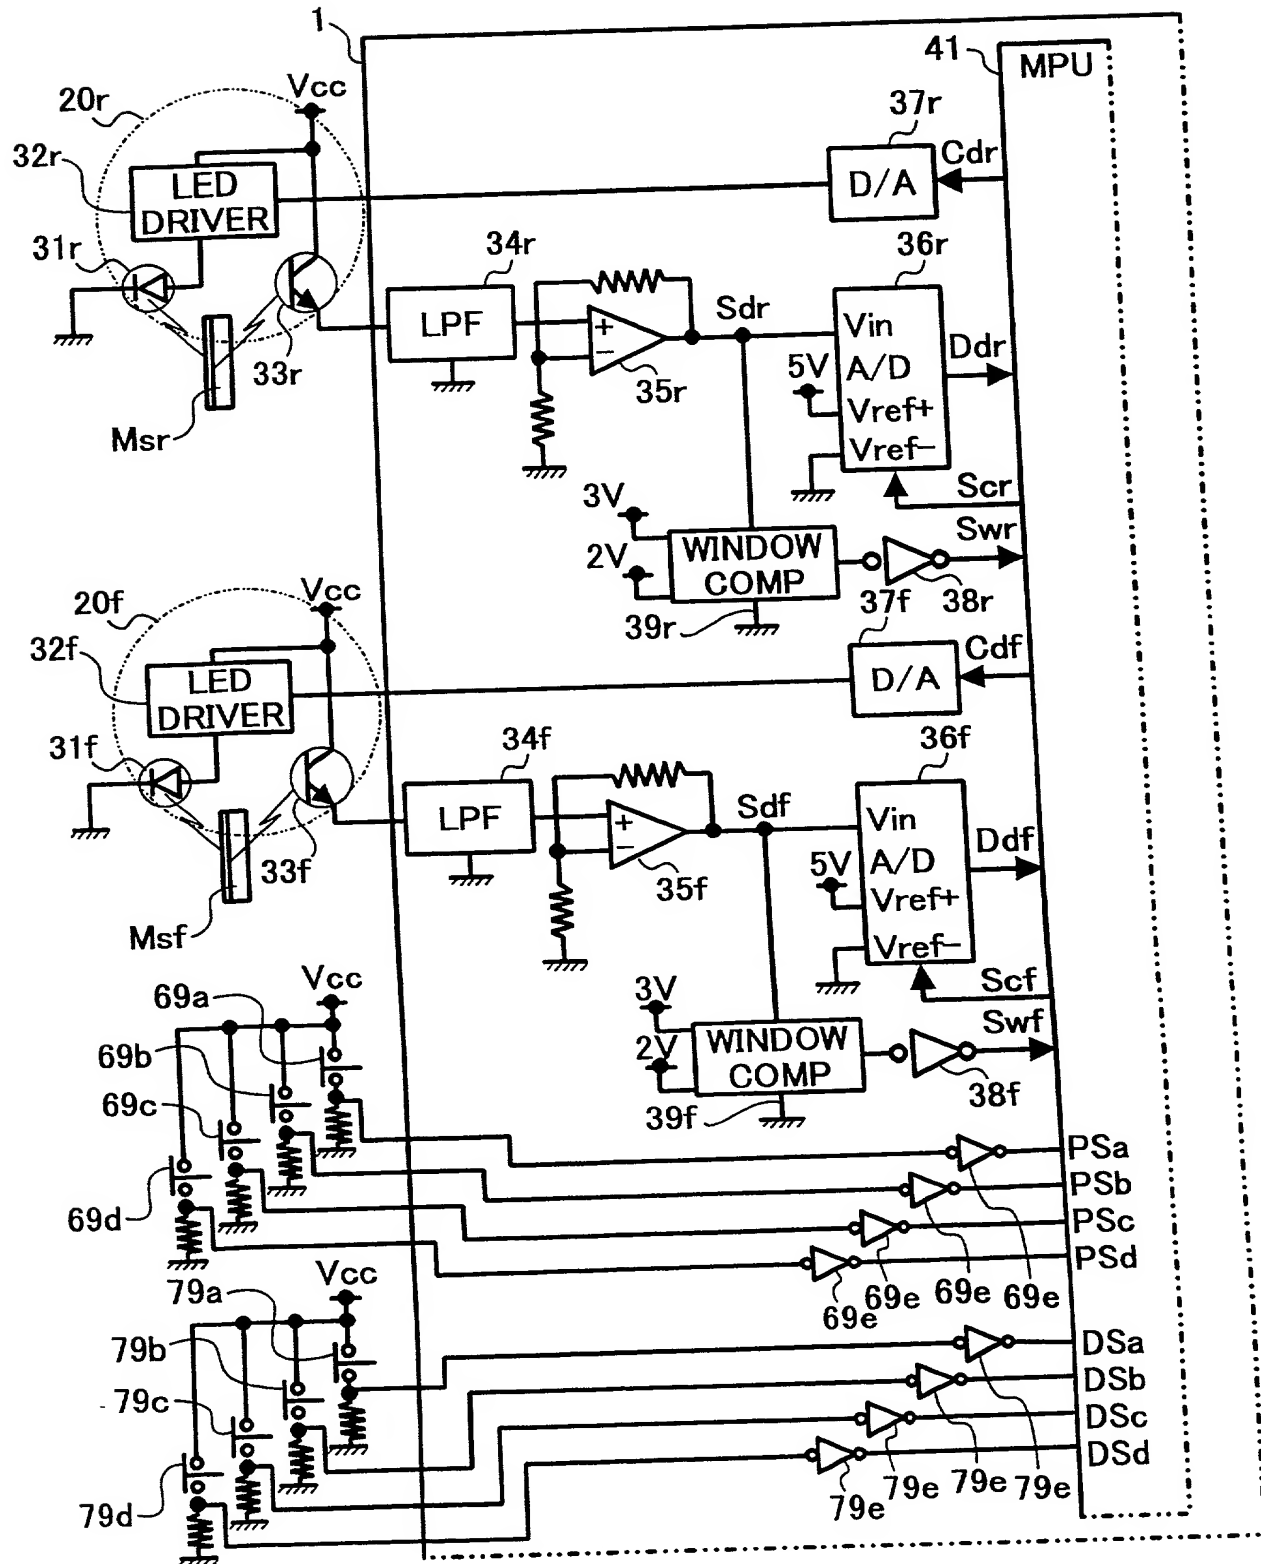 1
41
MPU
Vcc
20r
37r
32r
LED
DRIVER
D/A
Cdr
31r
34r
36r
LPF
+
−
Sdr
Vin
A/D
Vref+
Vref−
5V
Ddr
33r
35r
Msr
Scr
3V
2V
WINDOW
COMP
Swr
38r
39r
Vcc
20f
37f
32f
LED
DRIVER
D/A
Cdf
31f
34f
36f
LPF
+
−
Sdf
Vin
A/D
Vref+
Vref−
5V
Ddf
33f
35f
Msf
Scf
3V
2V
WINDOW
COMP
Swf
38f
39f
Vcc
69a
69b
69c
69d
PSa
PSb
PSc
PSd
69e
69e
69e
69e
Vcc
79a
79b
79c
79d
DSa
DSb
DSc
DSd
79e
79e
79e
79e